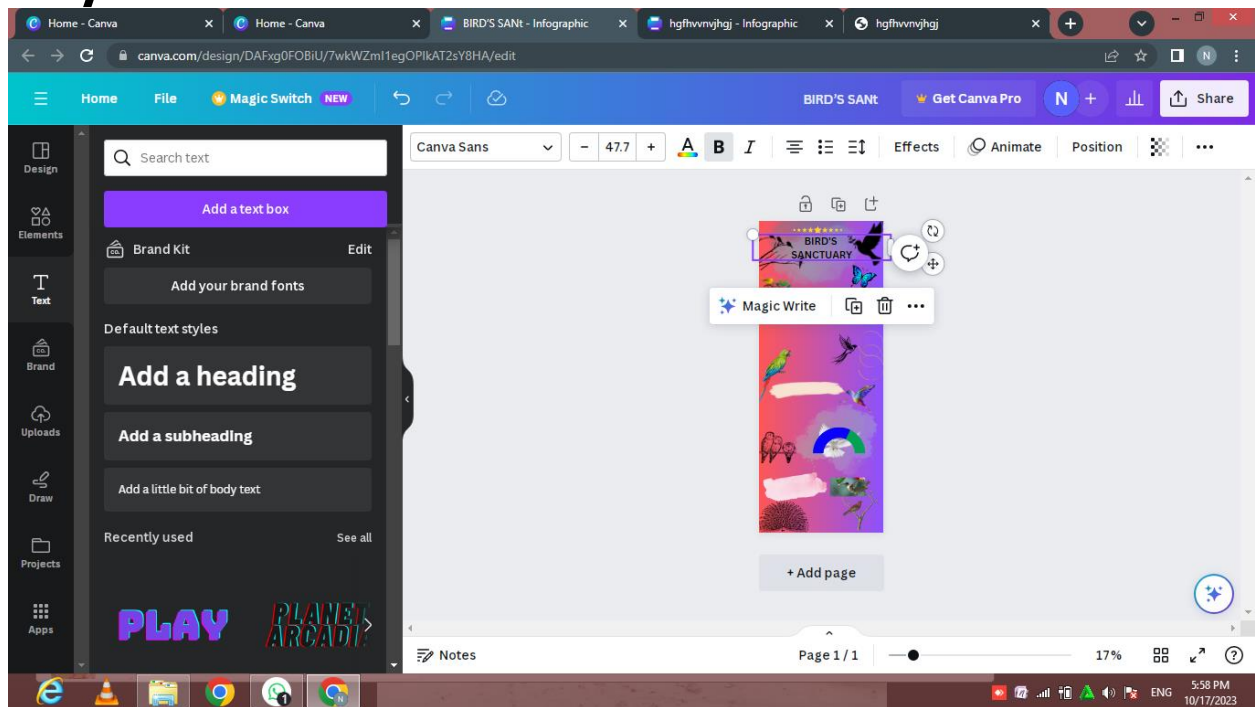 Home - Canva
Home - Canva
BIRD'S SANt - Infographic
hgfhvvnvjhgj - Infographic
hgfhvvnvjhgj
canva.com/design/DAFxg0FOBiU/7wkWZmI1egOPlkAT2sY8HA/edit
N
Home File Magic Switch NEW
BIRD'S SANt
Get Canva Pro
N +
Share
Design
Elements
Text
Brand
Uploads
Draw
Projects
Apps
Search text
Add a text box
CO.
Brand Kit Edit
Add your brand fonts
Default text styles
Add a heading
Add a subheading
Add a little bit of body text
Recently used See all
PLAY
PLANET
ARCADI
Canva Sans - 47.7 + A B I Effects Animate Position
BIRD'S
SANCTUARY
Magic Write
+ Add page
Notes
Page 1 / 1
17%
ENG
5:58 PM
10/17/2023